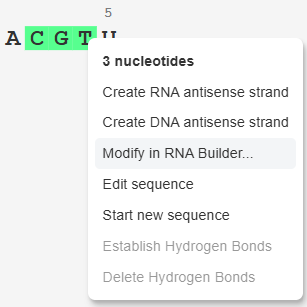 5
A C G T U
3 nucleotides
Create RNA antisense strand
Create DNA antisense strand
Modify in RNA Builder...
Edit sequence
Start new sequence
Establish Hydrogen Bonds
Delete Hydrogen Bonds